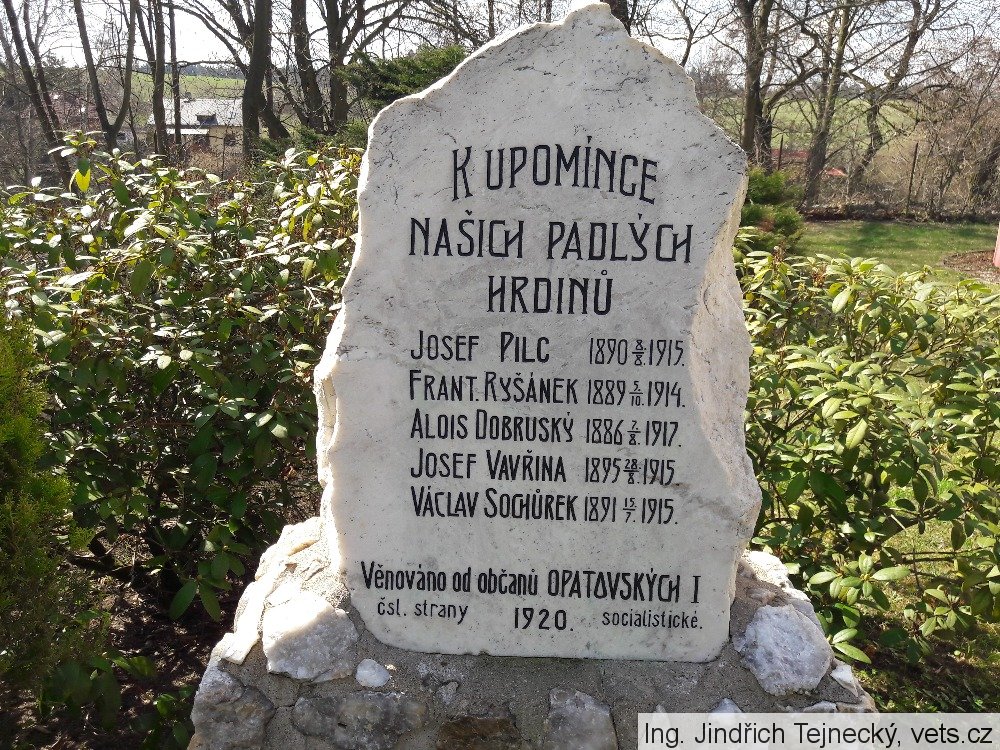 K UPOMÍNCE
NAŠICH PADLÝCH
HRDINŮ
JOSEF PILC 1890 8/8 1915.
FRANT. RYŠÁNEK 1889 5/10. 1914.
ALOIS DOBRUSKÝ 1886 7/8. 1917.
JOSEF VAVŘINA 1895 28/8. 1915
VÁCLAV SOCHŮREK 1891 15/7. 1915.
Věnováno od občanů OPATOVSKÝCH I
čsl. strany 1920. socialistické.
Ing. Jindřich Tejnecký, vets.cz